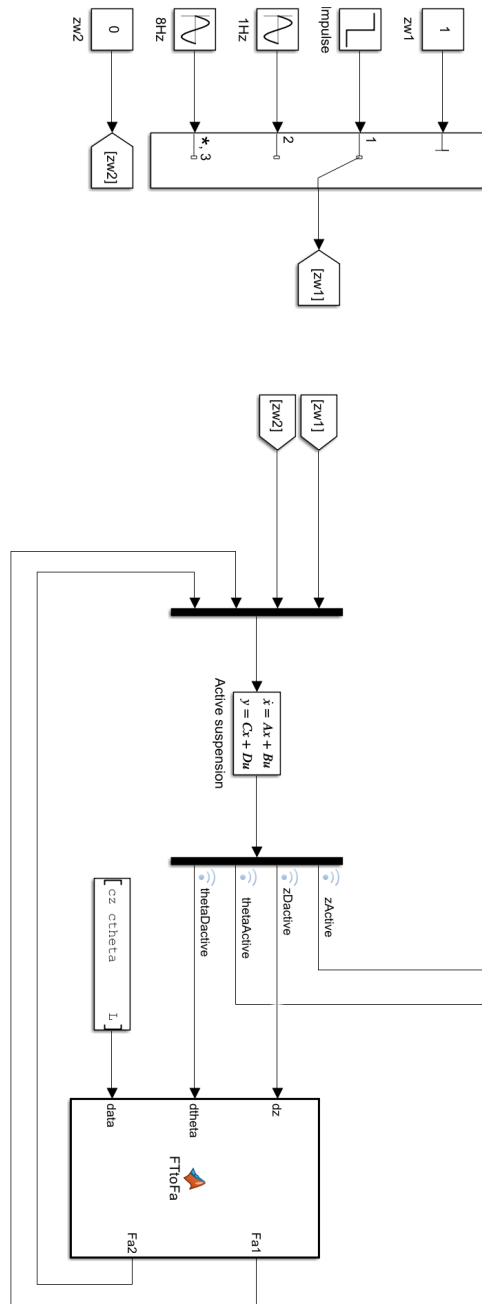 1
zw1
Impulse
1Hz
8Hz
0
zw2
1
2
*, 3
[zw1]
[zw2]
[zw1]
[zw2]
ẋ = Ax + Bu
y = Cx + Du
Active suspension
zActive
zDactive
thetaActive
thetaDactive
[cz ctheta L]
dz
dtheta
data
FTtoFa
Fa1
Fa2